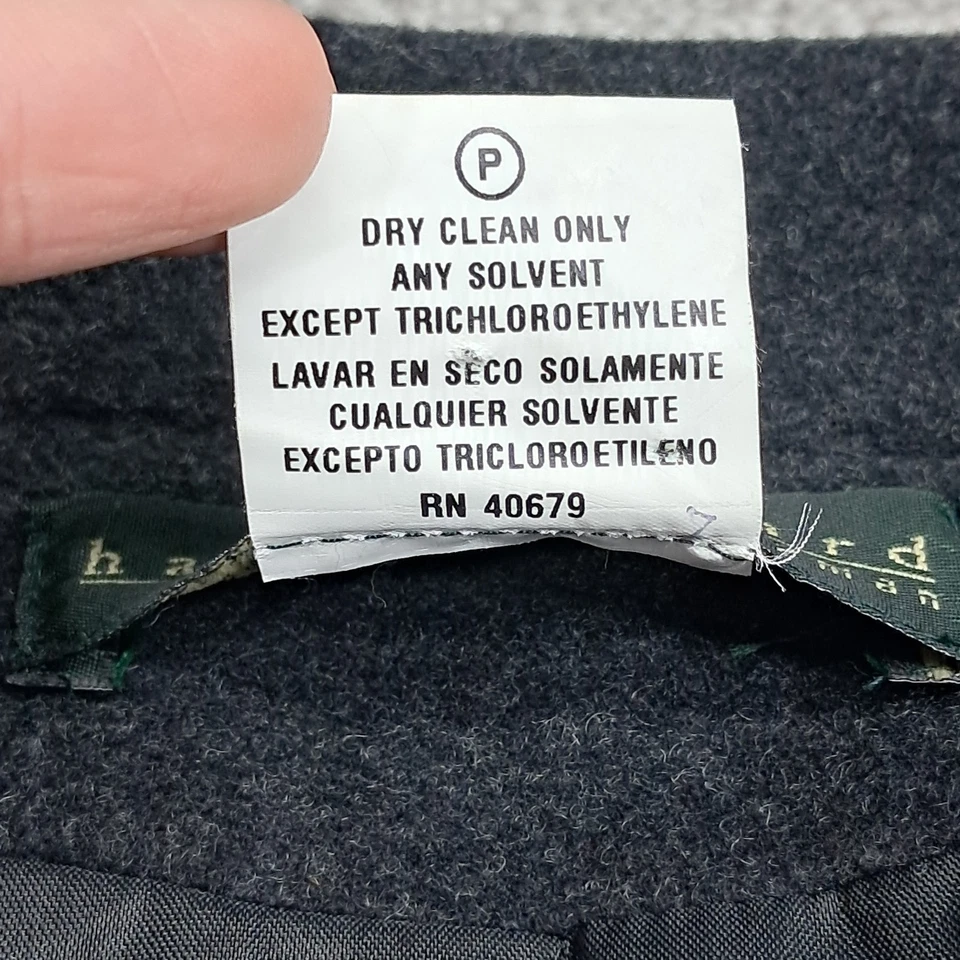 P
DRY CLEAN ONLY
ANY SOLVENT
EXCEPT TRICHLOROETHYLENE
LAVAR EN SECO SOLAMENTE
CUALQUIER SOLVENTE
EXCEPTO TRICLOROETILENO
RN 40679